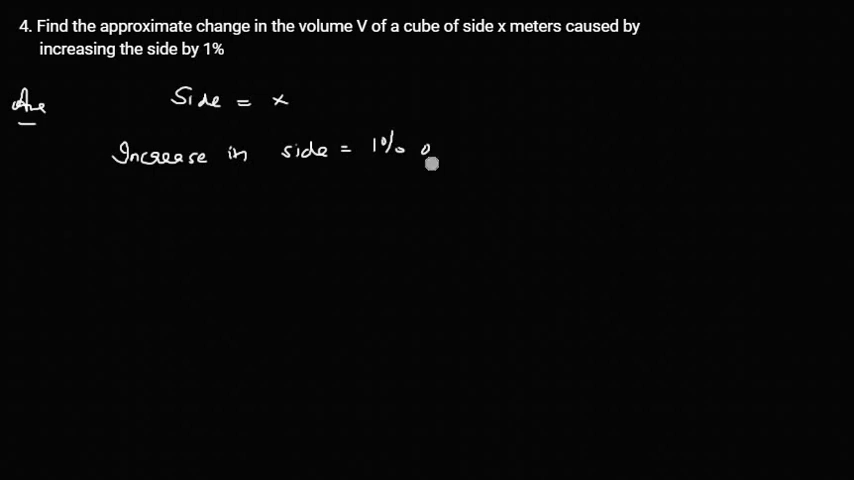 4. Find the approximate change in the volume V of a cube of side x meters caused by
increasing the side by 1%
Ans
Side = x
Increase in side = 1% o